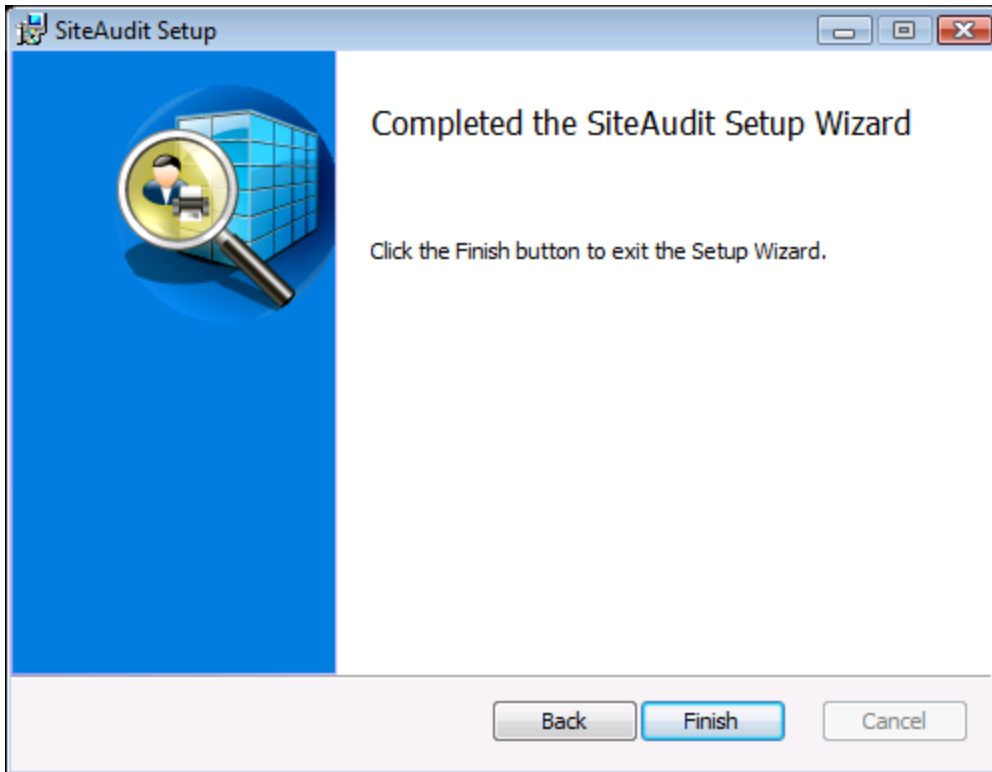 SiteAudit Setup
Completed the SiteAudit Setup Wizard
Click the Finish button to exit the Setup Wizard.
Back Finish Cancel